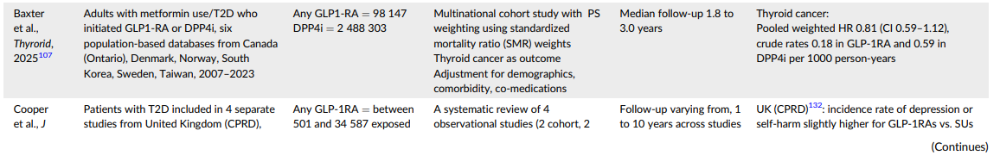 Baxter
et al.,
Thyrorid,
2025107
Adults with metformin use/T2D who
initiated GLP1-RA or DPP4i, six
population-based databases from Canada
(Ontario), Denmark, Norway, South
Korea, Sweden, Taiwan, 2007–2023
Any GLP1-RA = 98 147
DPP4i = 2 488 303
Multinational cohort study with PS
weighting using standardized
mortality ratio (SMR) weights
Thyroid cancer as outcome
Adjustment for demographics,
comorbidity, co-medications
Median follow-up 1.8 to
3.0 years
Thyroid cancer:
Pooled weighted HR 0.81 (CI 0.59–1.12),
crude rates 0.18 in GLP-1RA and 0.59 in
DPP4i per 1000 person-years
Cooper
et al., J
Patients with T2D included in 4 separate
studies from United Kingdom (CPRD),
Any GLP-1RA = between
501 and 34 587 exposed
A systematic review of 4
observational studies (2 cohort, 2
Follow-up varying from, 1
to 10 years across studies
UK (CPRD)132: incidence rate of depression or
self-harm slightly higher for GLP-1RAs vs. SUs
(Continues)